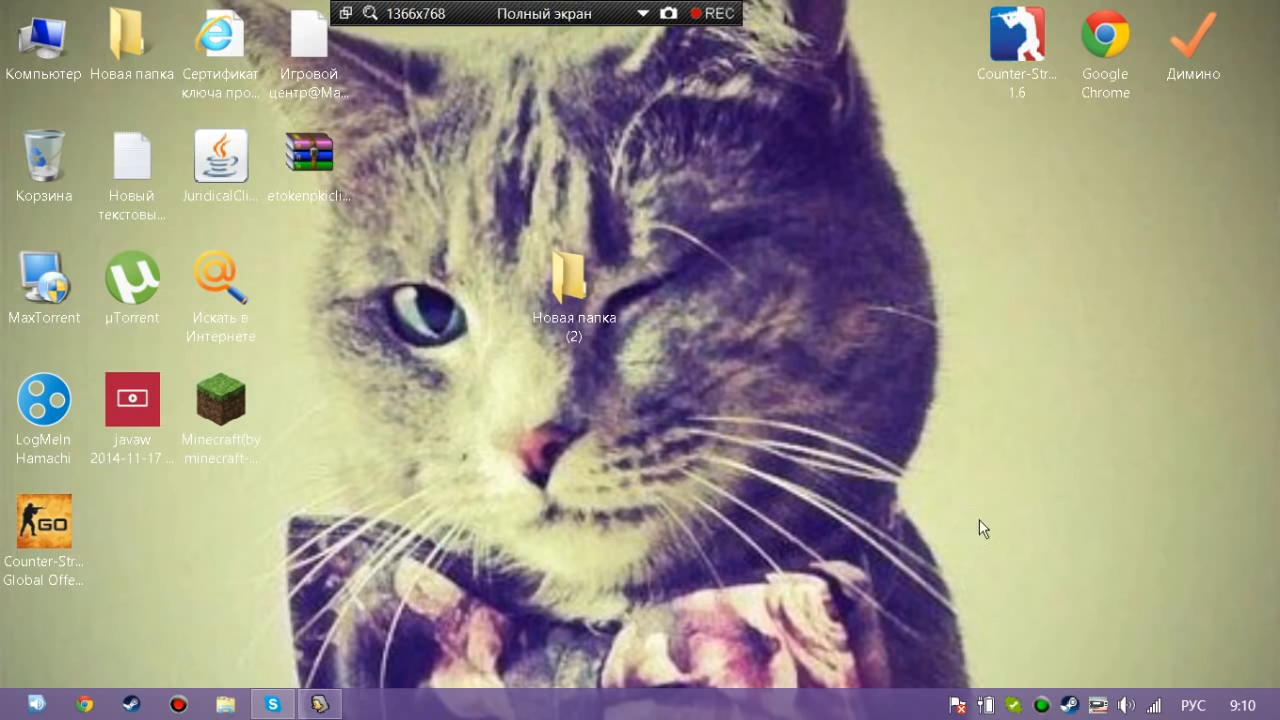 1366x768 Полный экран REC
Компьютер
Новая папка
Сертификат
ключа про...
Игровой
центр@Ma...
Counter-Str...
1.6
Google
Chrome
Димино
Корзина
Новый
текстовы...
JuridicalCli...
etokenpkicli...
MaxTorrent
µTorrent
Искать в
Интернете
Новая папка
(2)
LogMeIn
Hamachi
javaw
2014-11-17 ...
Minecraft(by
minecraft-...
GO
Counter-Str...
Global Offe...
РУС 9:10